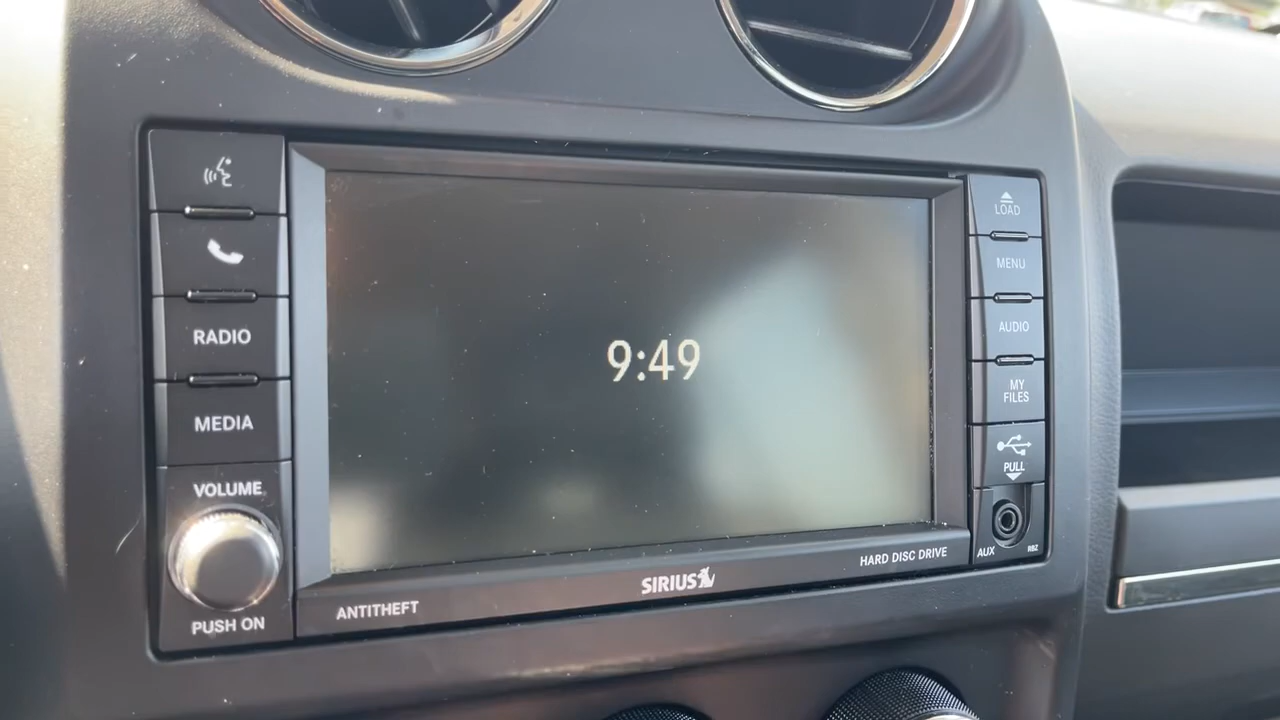 RADIO
MEDIA
VOLUME
PUSH ON
9:49
ANTITHEFT
SIRIUS
HARD DISC DRIVE
LOAD
MENU
AUDIO
MY
FILES
PULL
AUX
RBZ